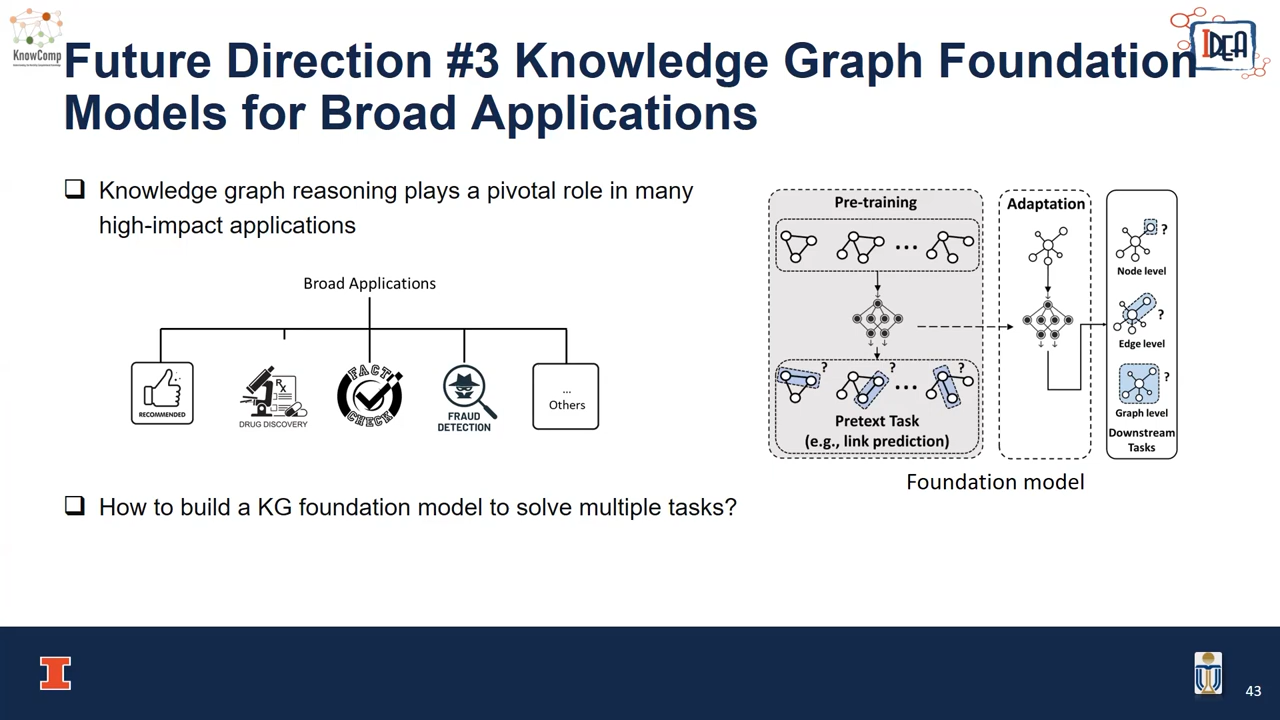 KnowComp
IDEA
Future Direction #3 Knowledge Graph Foundation
Models for Broad Applications
Knowledge graph reasoning plays a pivotal role in many
high-impact applications
Broad Applications
RECOMMENDED
RX
DRUG DISCOVERY
FACT
CHECK
FRAUD
DETECTION
...
Others
How to build a KG foundation model to solve multiple tasks?
Pre-training
...
?
?
...
?
Pretext Task
(e.g., link prediction)
Adaptation
?
Node level
?
Edge level
?
Graph level
Downstream
Tasks
Foundation model
I
43